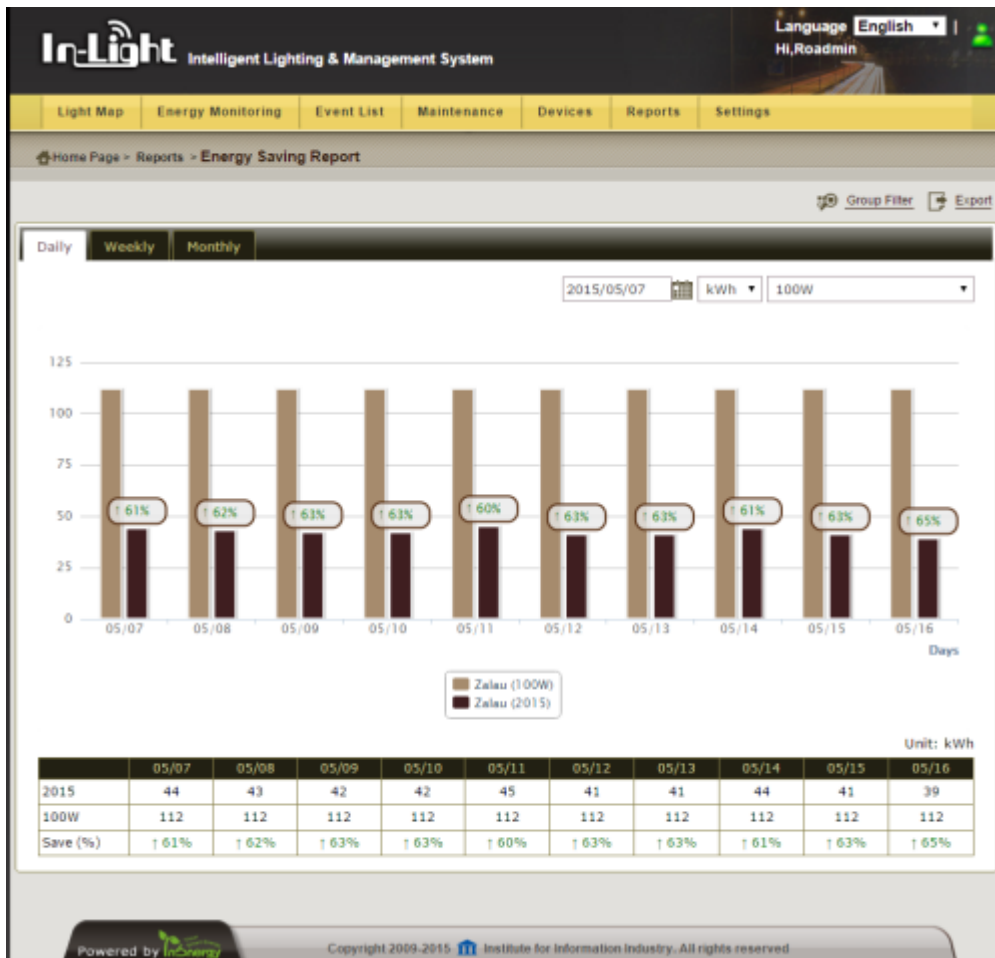 Language English |
In-Light Intelligent Lighting & Management System
Hi,Roadmin
Light Map Energy Monitoring Event List Maintenance Devices Reports Settings
Home Page > Reports > Energy Saving Report
Group Filter Export
Daily Weekly Monthly
2015/05/07 kWh 100W
125
100
75
50
25
0
↑ 61% ↑ 62% ↑ 63% ↑ 63% ↑ 60% ↑ 63% ↑ 63% ↑ 61% ↑ 63% ↑ 65%
05/07 05/08 05/09 05/10 05/11 05/12 05/13 05/14 05/15 05/16
Days
Zalau (100W)
Zalau (2015)
Unit: kWh
05/07 05/08 05/09 05/10 05/11 05/12 05/13 05/14 05/15 05/16
2015 44 43 42 42 45 41 41 44 41 39
100W 112 112 112 112 112 112 112 112 112 112
Save (%) ↑ 61% ↑ 62% ↑ 63% ↑ 63% ↑ 60% ↑ 63% ↑ 63% ↑ 61% ↑ 63% ↑ 65%
Powered by InEnergy Copyright 2009-2015 Institute for Information Industry. All rights reserved